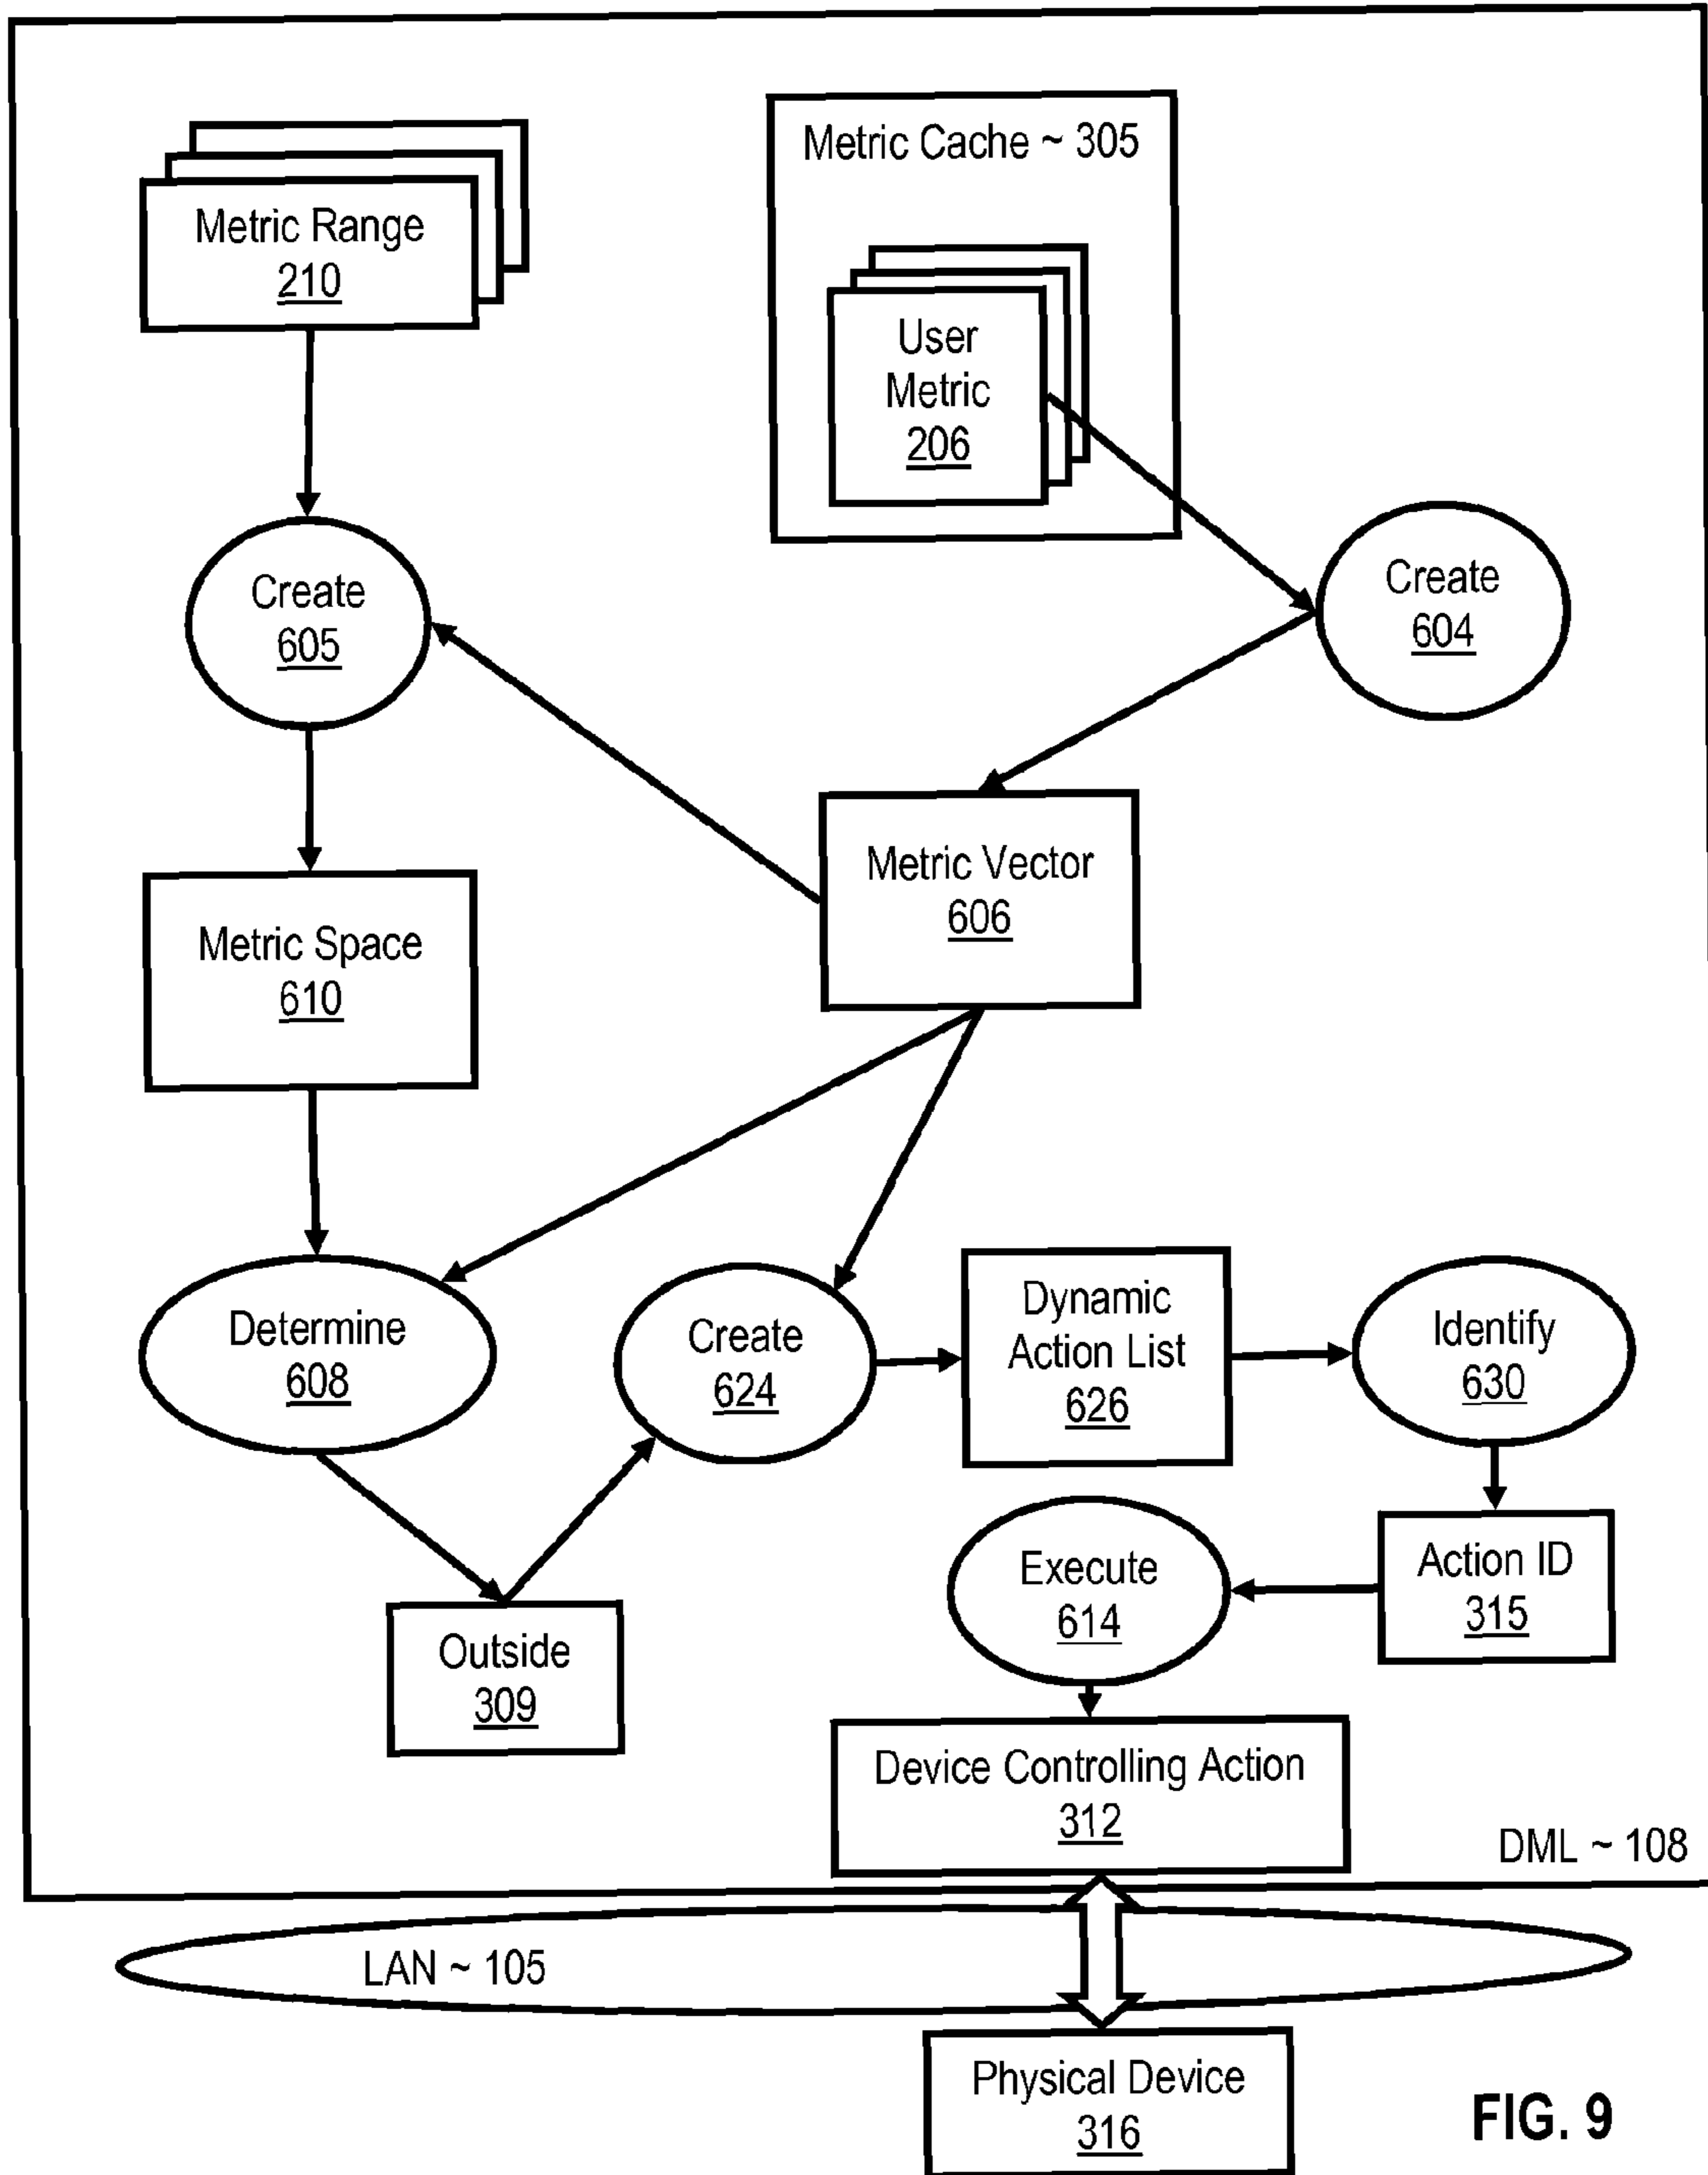 Metric Range
210
Metric Cache ~ 305
User
Metric
206
Create
605
Create
604
Metric Vector
606
Metric Space
610
Determine
608
Create
624
Dynamic
Action List
626
Identify
630
Execute
614
Action ID
315
Outside
309
Device Controlling Action
312
DML ~ 108
LAN ~ 105
Physical Device
316
FIG. 9